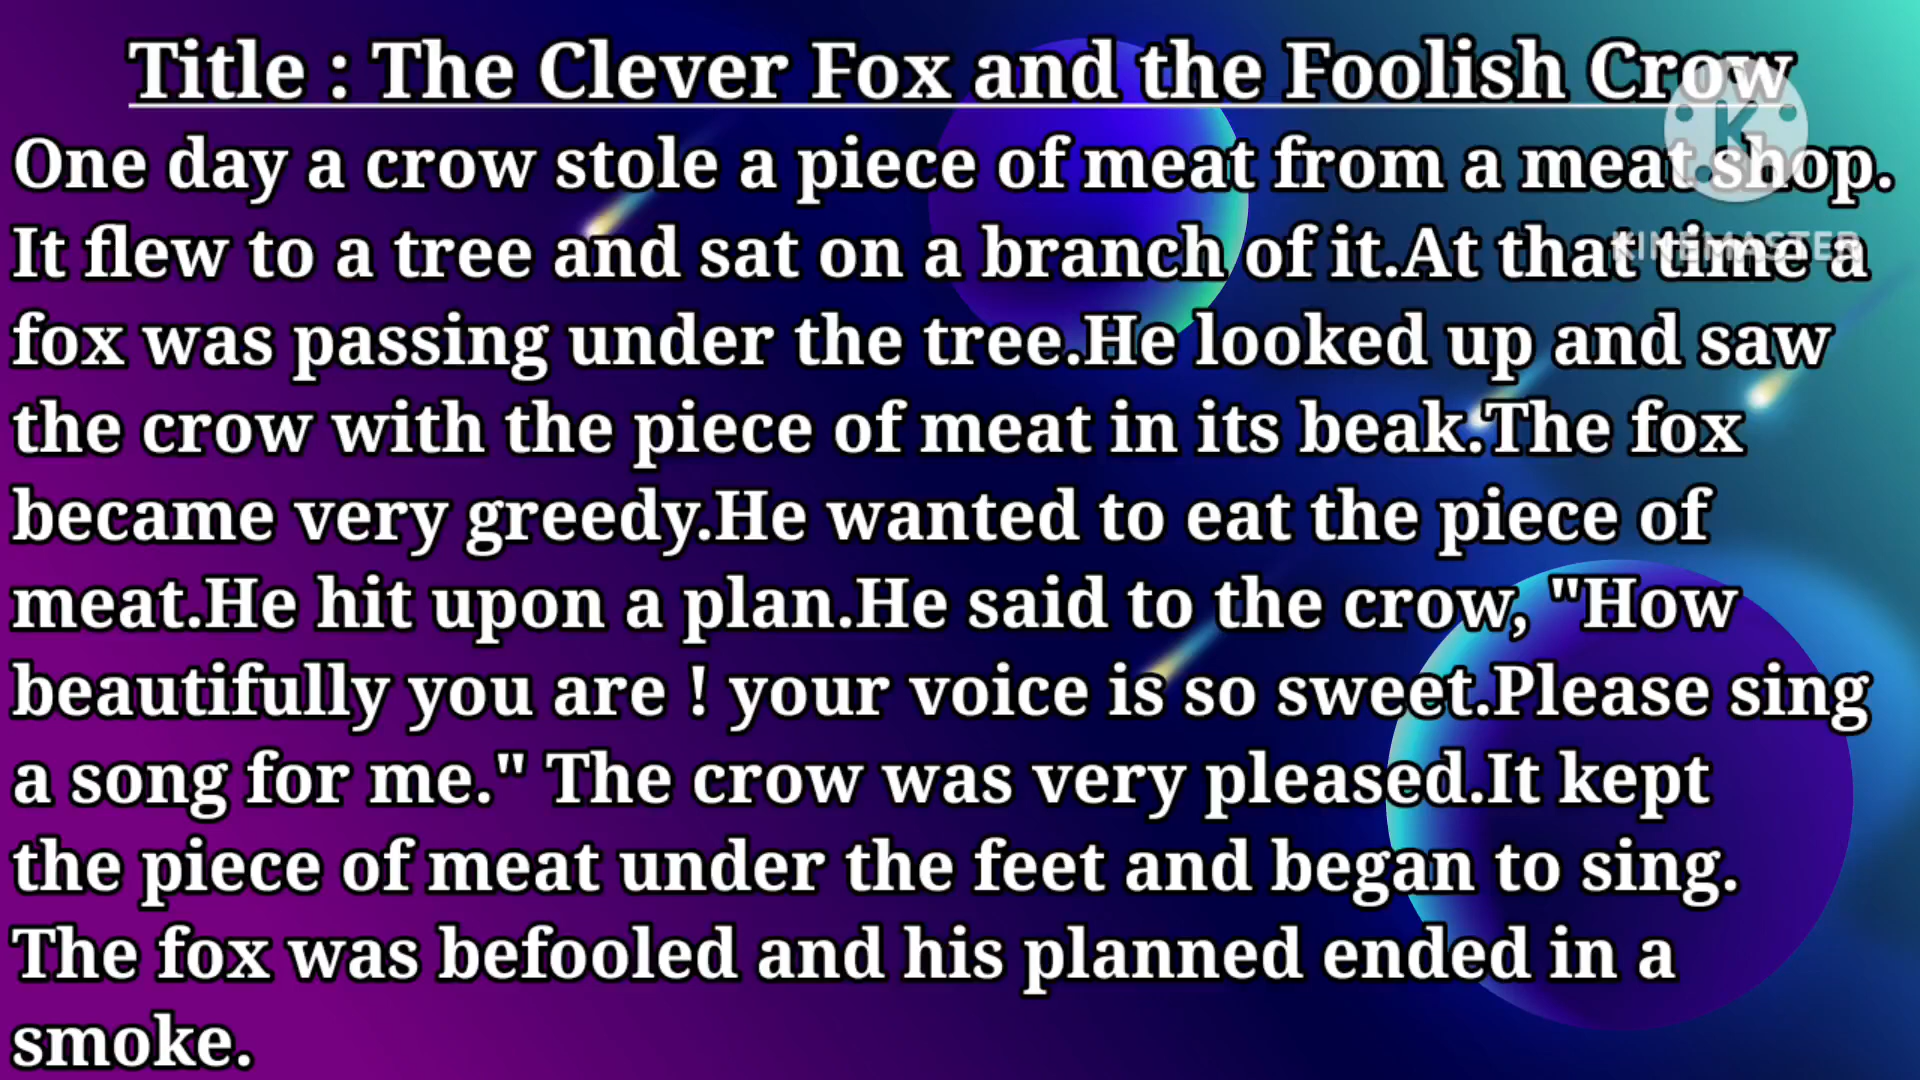 Title : The Clever Fox and the Foolish Crow
One day a crow stole a piece of meat from a meat shop.
It flew to a tree and sat on a branch of it.At that time a
fox was passing under the tree.He looked up and saw
the crow with the piece of meat in its beak.The fox
became very greedy.He wanted to eat the piece of
meat.He hit upon a plan.He said to the crow, "How
beautifully you are ! your voice is so sweet.Please sing
a song for me." The crow was very pleased.It kept
the piece of meat under the feet and began to sing.
The fox was befooled and his planned ended in a
smoke.
K
KINEMASTER